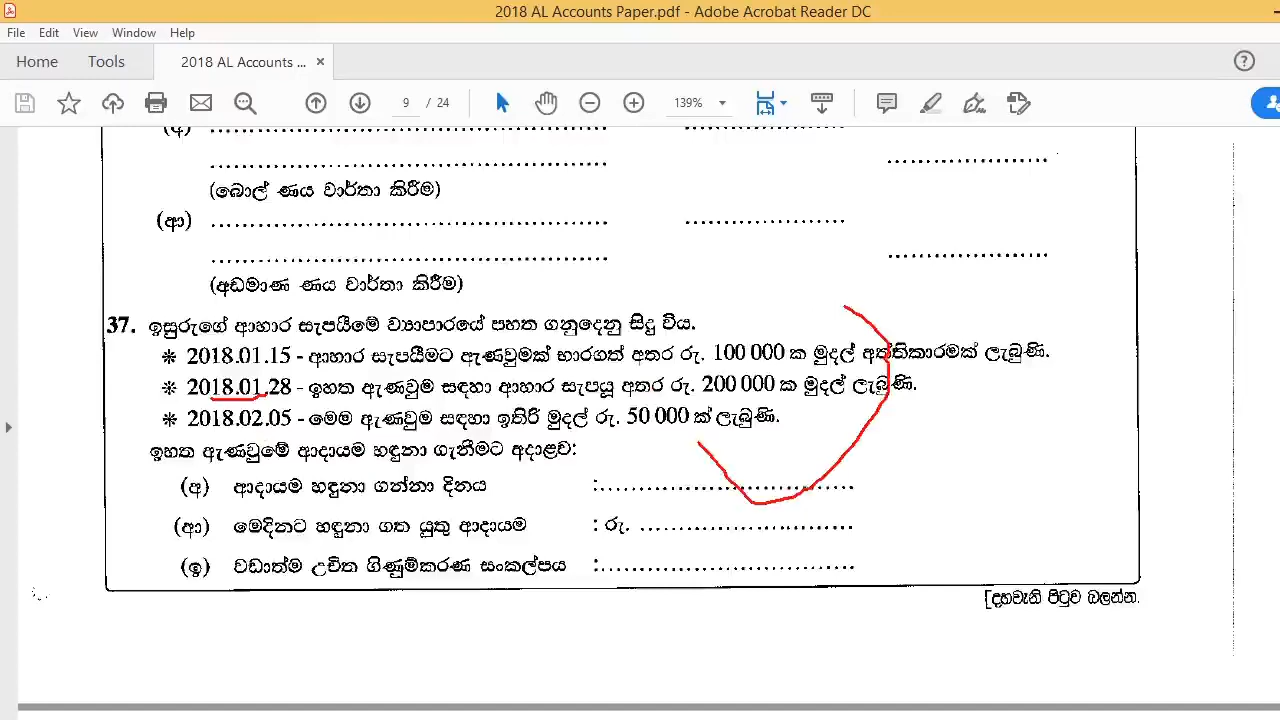 2018 AL Accounts Paper.pdf - Adobe Acrobat Reader DC
File Edit View Window Help
Home Tools 2018 AL Accounts ... ×
9 / 24 139%
(අ) ............................................................ ........................
............................................................ ........................
(බොල් ණය වාර්තා කිරීම)
(ආ) ............................................................ ........................
............................................................ ........................
(අඩමාණ ණය වාර්තා කිරීම)
37. ඉසුරුගේ ආහාර සැපයීමේ ව්‍යාපාරයේ පහත ගනුදෙනු සිදු විය.
* 2018.01.15 - ආහාර සැපයීමට ඇණවුමක් භාරගත් අතර රු. 100 000 ක මුදල් අත්තිකාරමක් ලැබුණි.
* 2018.01.28 - ඉහත ඇණවුම සඳහා ආහාර සැපයූ අතර රු. 200 000 ක මුදල් ලැබුණි.
* 2018.02.05 - මෙම ඇණවුම සඳහා ඉතිරි මුදල් රු. 50 000 ක් ලැබුණි.
ඉහත ඇණවුමේ ආදායම හඳුනා ගැනීමට අදාළව:
(අ) ආදායම හඳුනා ගන්නා දිනය :........................................
(ආ) මෙදිනට හඳුනා ගත යුතු ආදායම : රු. ..................................
(ඉ) වඩාත්ම උචිත ගිණුම්කරණ සංකල්පය :........................................
[දහවැනි පිටුව බලන්න.